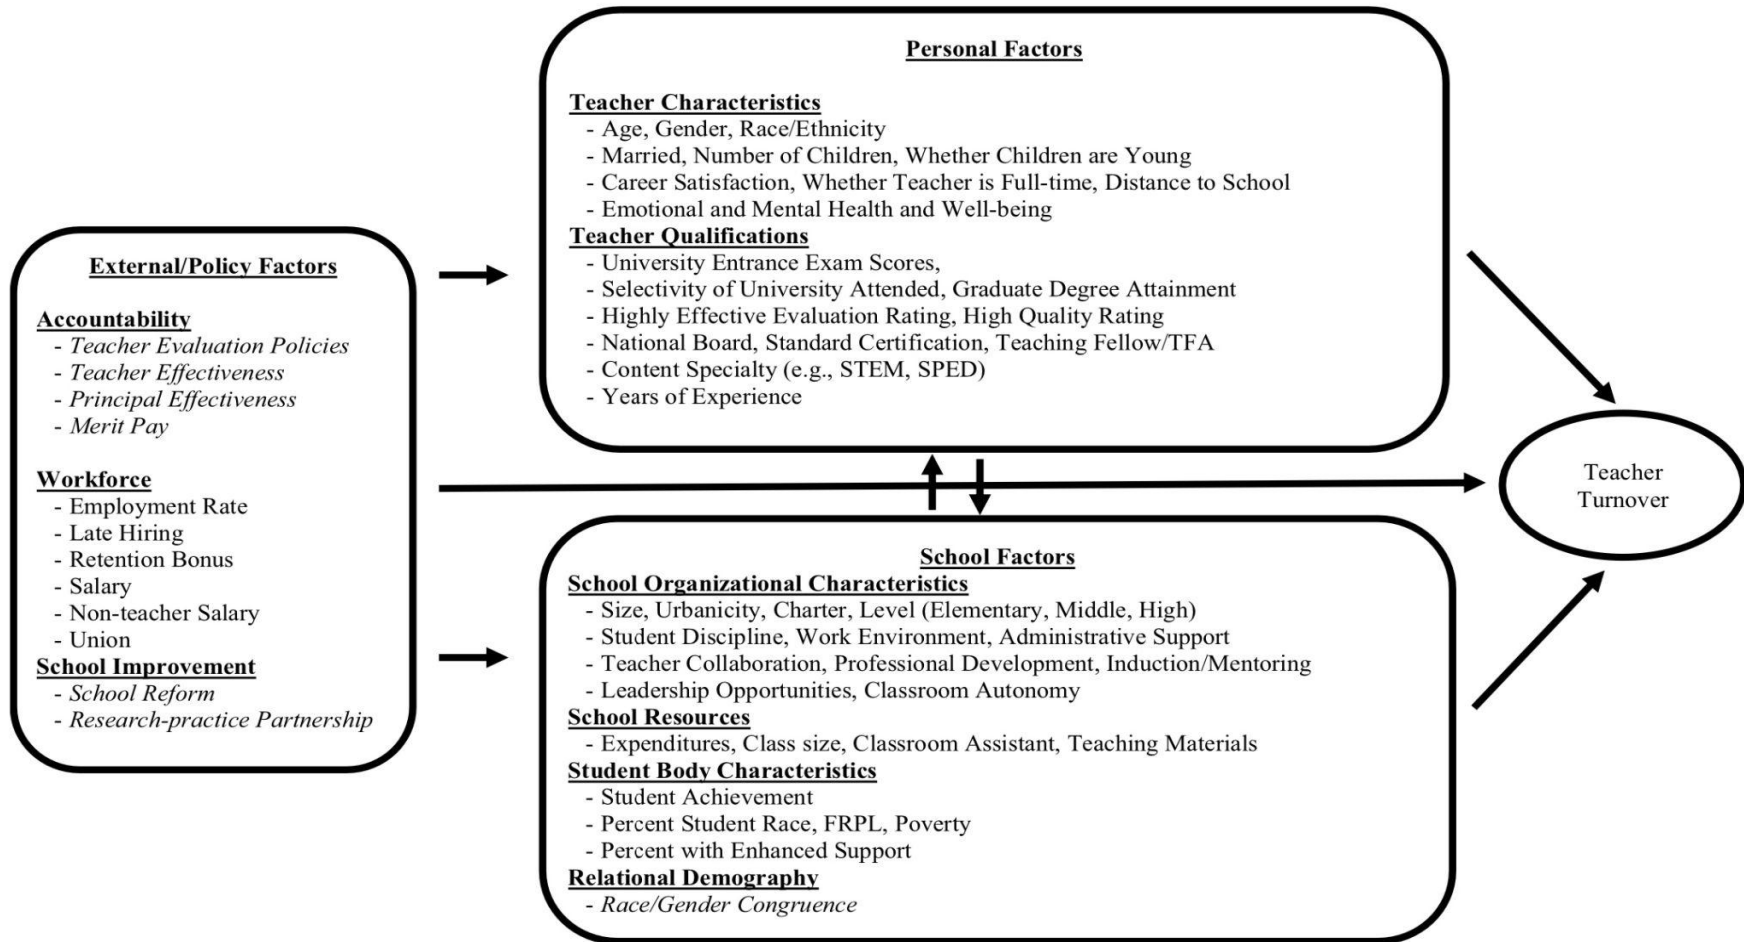 External/Policy Factors
Accountability
- Teacher Evaluation Policies
- Teacher Effectiveness
- Principal Effectiveness
- Merit Pay
Workforce
- Employment Rate
- Late Hiring
- Retention Bonus
- Salary
- Non-teacher Salary
- Union
School Improvement
- School Reform
- Research-practice Partnership
Personal Factors
Teacher Characteristics
- Age, Gender, Race/Ethnicity
- Married, Number of Children, Whether Children are Young
- Career Satisfaction, Whether Teacher is Full-time, Distance to School
- Emotional and Mental Health and Well-being
Teacher Qualifications
- University Entrance Exam Scores,
- Selectivity of University Attended, Graduate Degree Attainment
- Highly Effective Evaluation Rating, High Quality Rating
- National Board, Standard Certification, Teaching Fellow/TFA
- Content Specialty (e.g., STEM, SPED)
- Years of Experience
School Factors
School Organizational Characteristics
- Size, Urbanicity, Charter, Level (Elementary, Middle, High)
- Student Discipline, Work Environment, Administrative Support
- Teacher Collaboration, Professional Development, Induction/Mentoring
- Leadership Opportunities, Classroom Autonomy
School Resources
- Expenditures, Class size, Classroom Assistant, Teaching Materials
Student Body Characteristics
- Student Achievement
- Percent Student Race, FRPL, Poverty
- Percent with Enhanced Support
Relational Demography
- Race/Gender Congruence
Teacher
Turnover